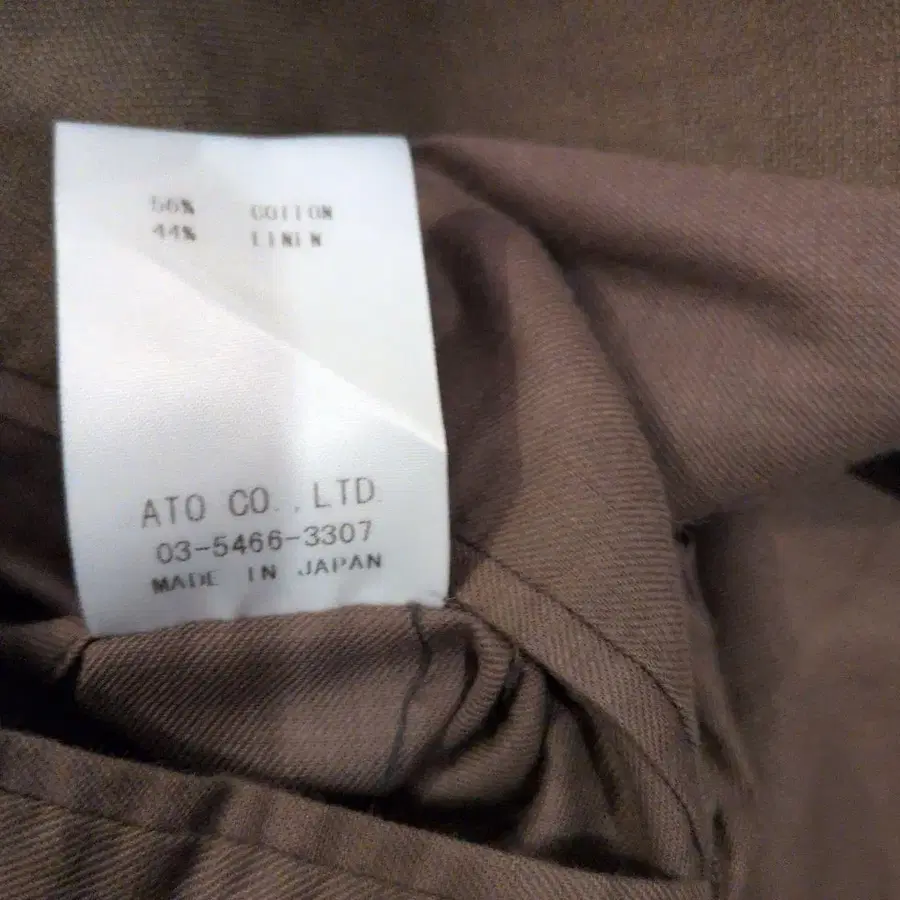 56% COTTON
44% LINEN
ATO CO.,LTD.
03-5466-3307
MADE IN JAPAN